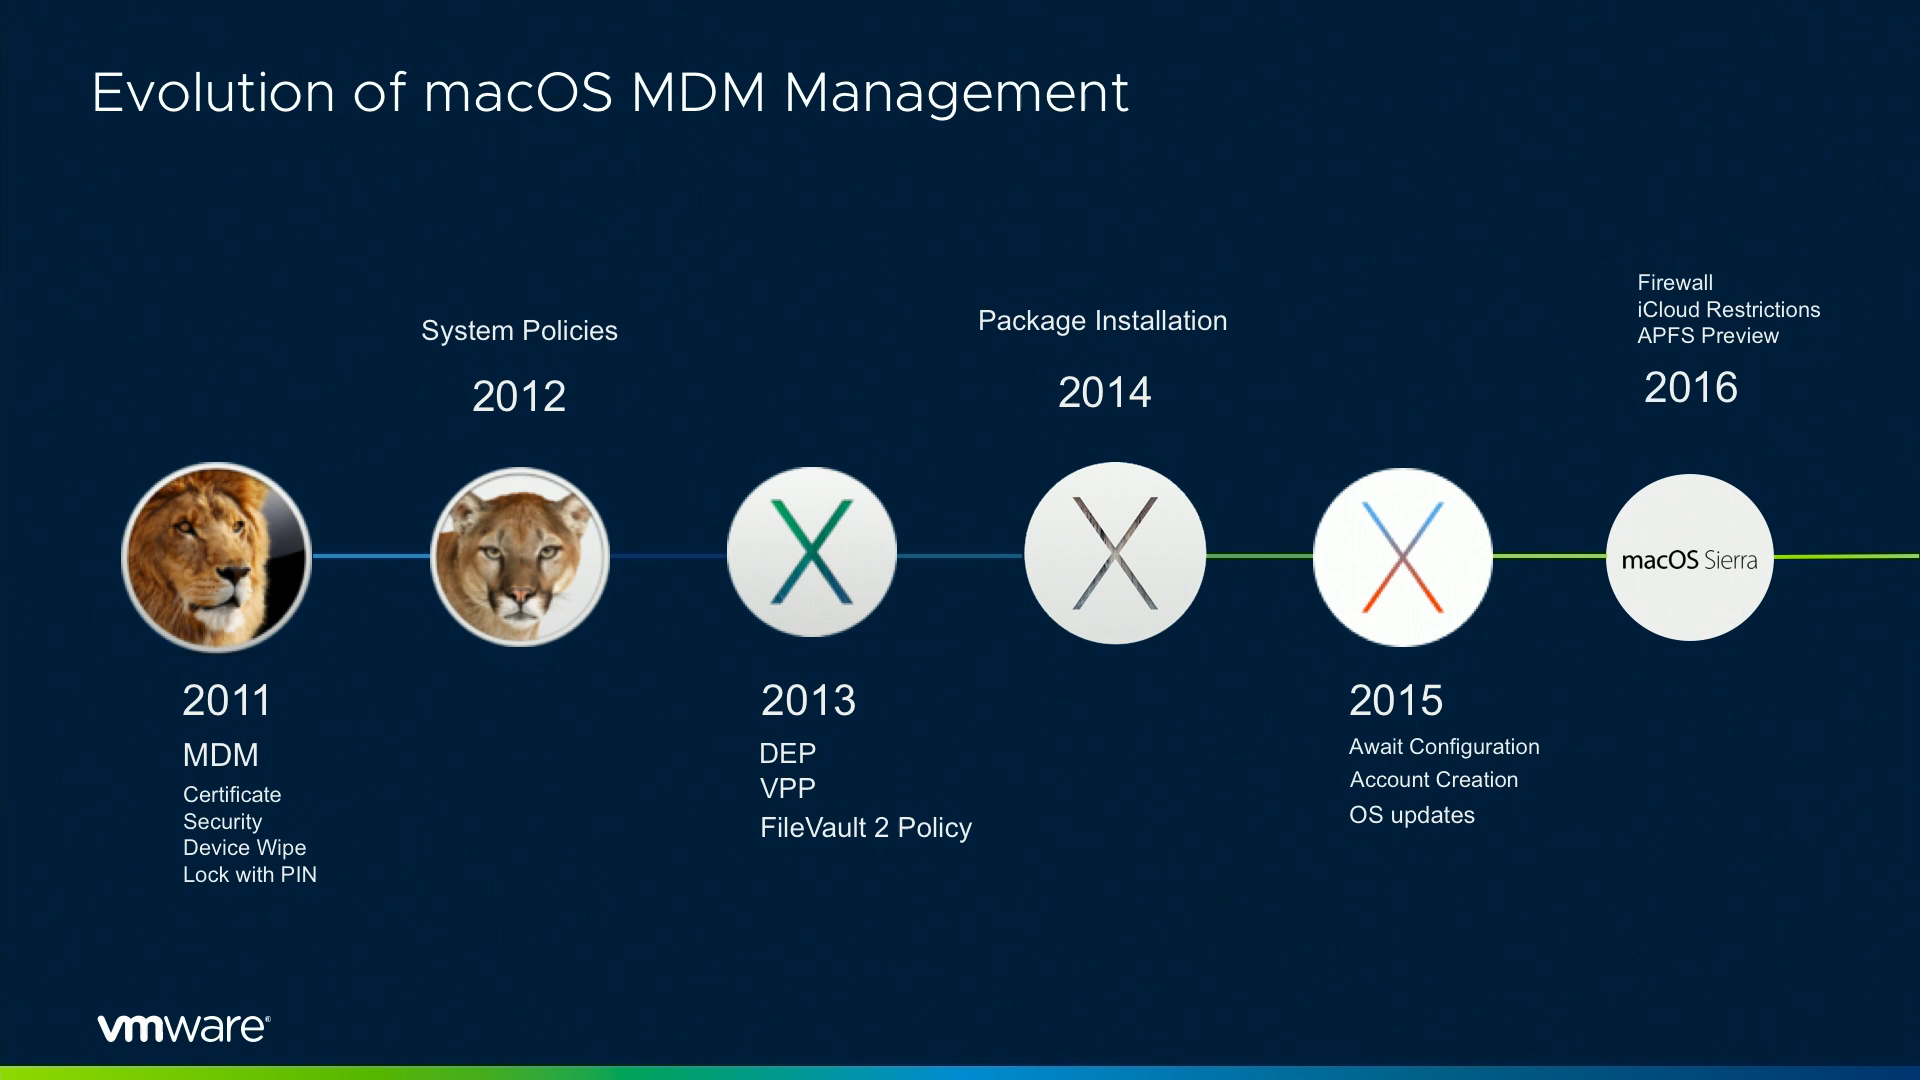 Evolution of macOS MDM Management
System Policies
2012
Package Installation
2014
Firewall
iCloud Restrictions
APFS Preview
2016
macOS Sierra
2011
MDM
Certificate
Security
Device Wipe
Lock with PIN
2013
DEP
VPP
FileVault 2 Policy
2015
Await Configuration
Account Creation
OS updates
vmware®